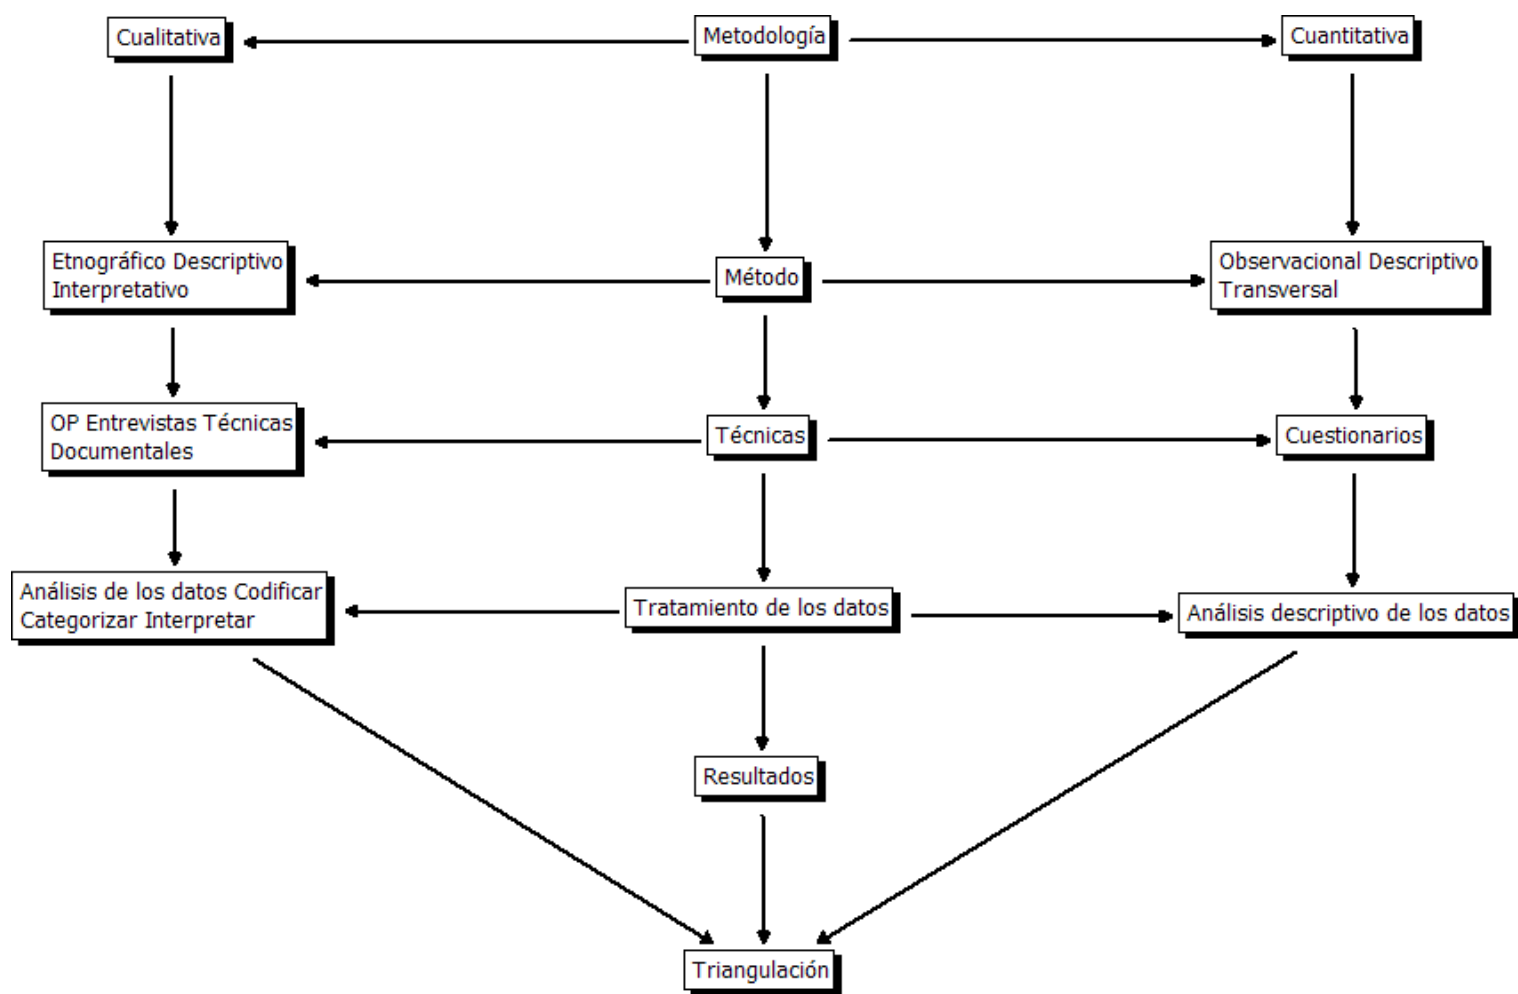 Cualitativa
Metodología
Cuantitativa
Etnográfico Descriptivo
Interpretativo
Método
Observacional Descriptivo
Transversal
OP Entrevistas Técnicas
Documentales
Técnicas
Cuestionarios
Análisis de los datos Codificar
Categorizar Interpretar
Tratamiento de los datos
Análisis descriptivo de los datos
Resultados
Triangulación